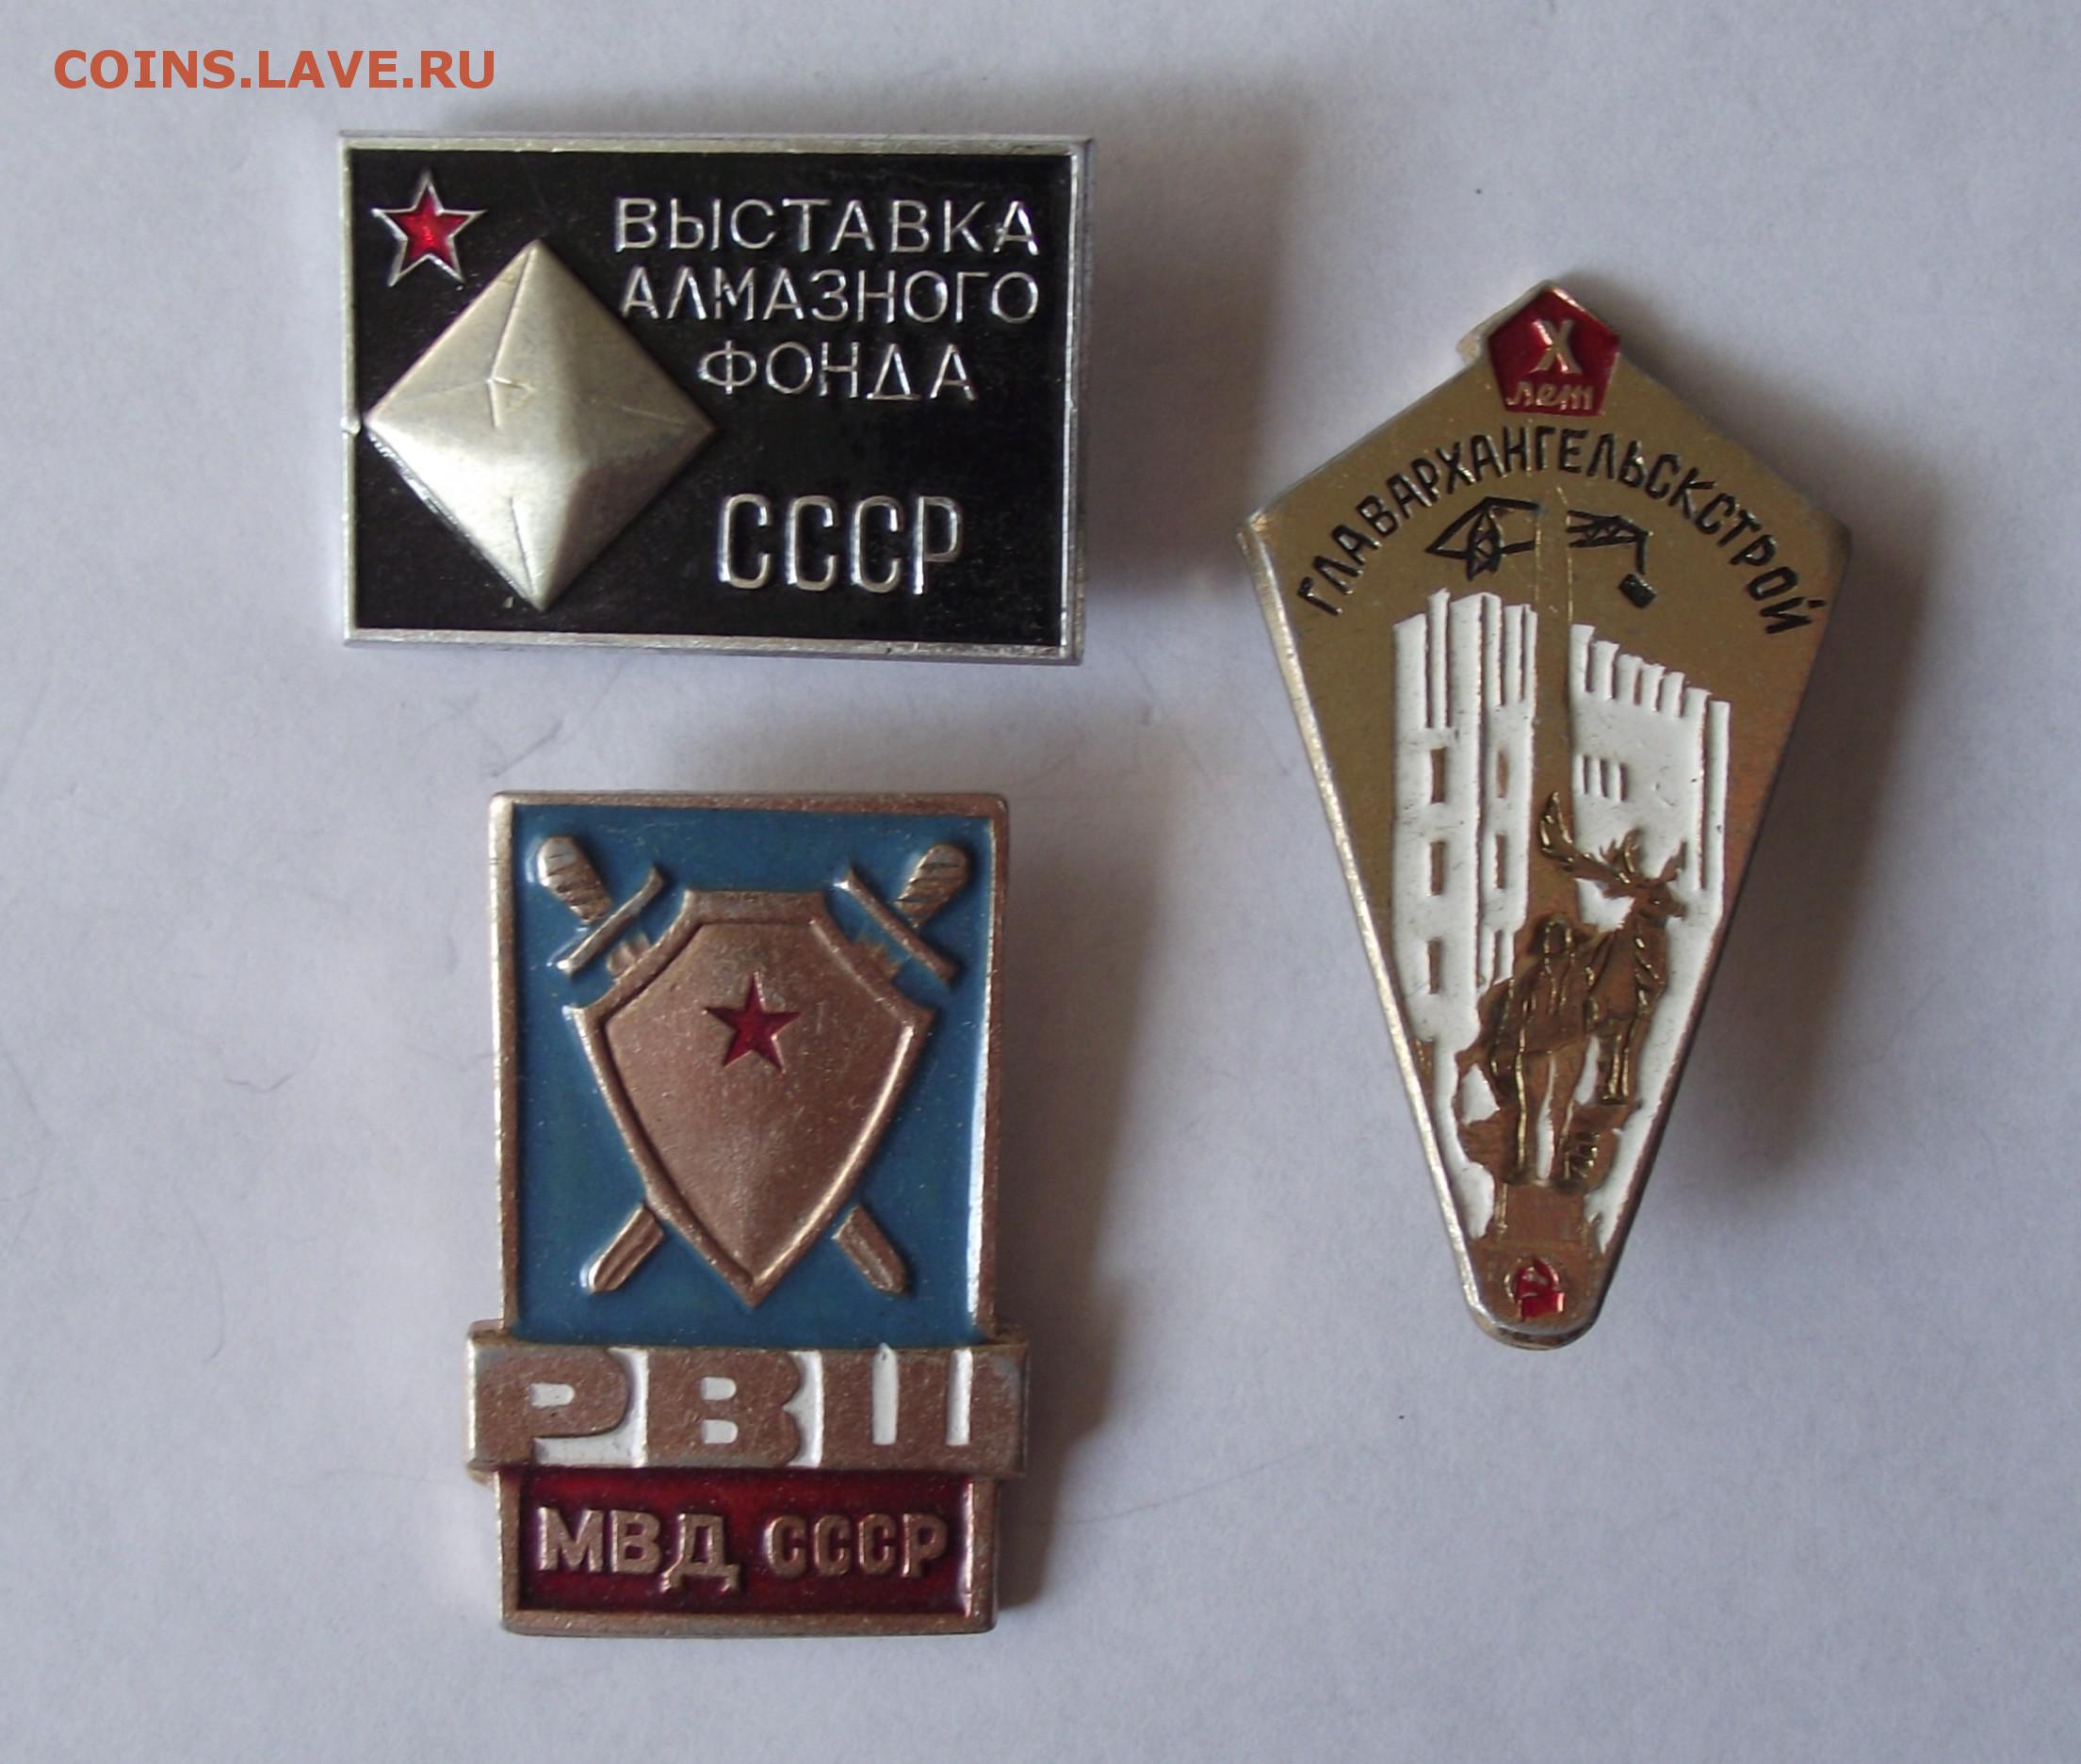 COINS.LAVE.RU
ВЫСТАВКА
АЛМАЗНОГО
ФОНДА
СССР
X
лет
ГЛАВАРХАНГЕЛЬСКСТРОЙ
РВШ
МВД СССР